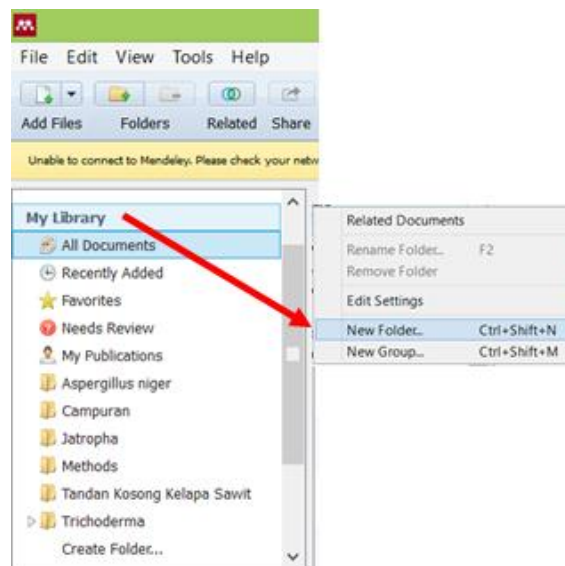 File Edit View Tools Help
Add Files Folders Related Share
Unable to connect to Mendeley. Please check your netw
My Library
All Documents
Recently Added
Favorites
Needs Review
My Publications
Aspergillus niger
Campuran
Jatropha
Methods
Tandan Kosong Kelapa Sawit
Trichoderma
Create Folder...
Related Documents
Rename Folder... F2
Remove Folder
Edit Settings
New Folder... Ctrl+Shift+N
New Group... Ctrl+Shift+M